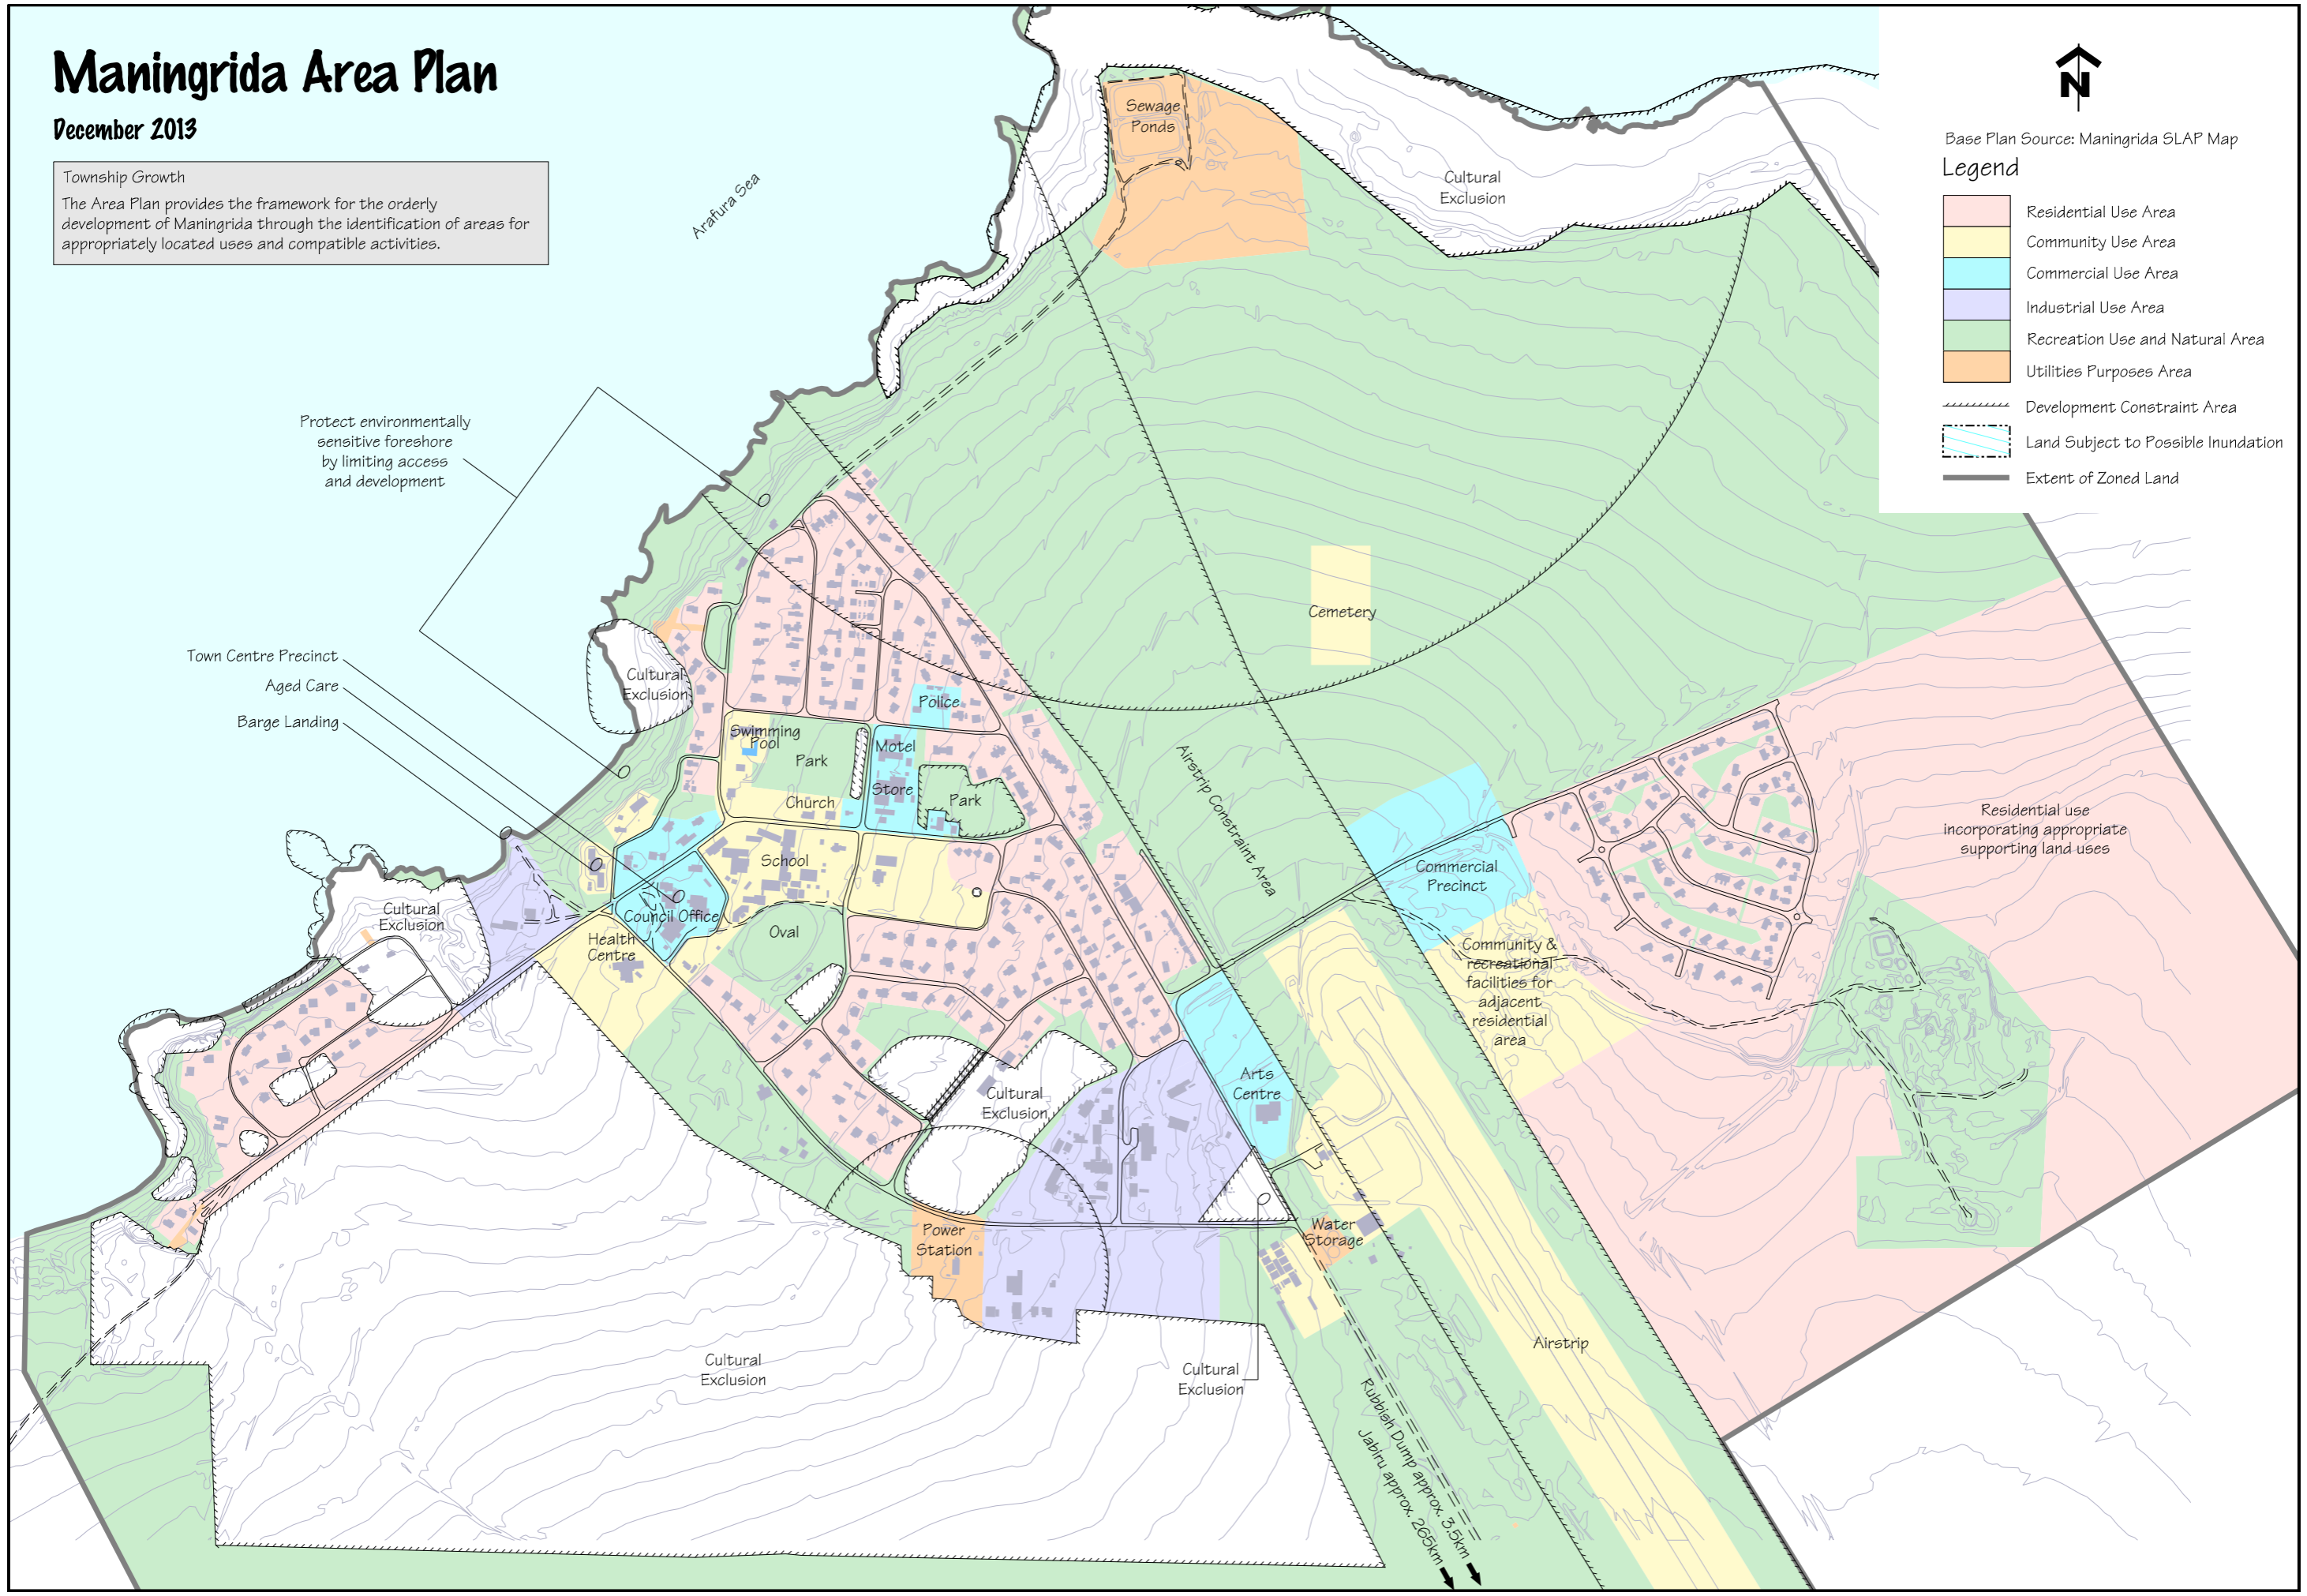 Maningrida Area Plan
December 2013
Township Growth
The Area Plan provides the framework for the orderly
development of Maningrida through the identification of areas for
appropriately located uses and compatible activities.
N
Base Plan Source: Maningrida SLAP Map
Legend
Residential Use Area
Community Use Area
Commercial Use Area
Industrial Use Area
Recreation Use and Natural Area
Utilities Purposes Area
Development Constraint Area
Land Subject to Possible Inundation
Extent of Zoned Land
Sewage
Ponds
Arafura Sea
Cultural
Exclusion
Protect environmentally
sensitive foreshore
by limiting access
and development
Cemetery
Town Centre Precinct
Aged Care
Barge Landing
Cultural
Exclusion
Police
Swimming
Pool
Park
Motel
Store
Park
Church
Airstrip Constraint Area
School
Commercial
Precinct
Residential use
incorporating appropriate
supporting land uses
Cultural
Exclusion
Council Office
Health
Centre
Oval
Community &
recreational
facilities for
adjacent
residential
area
Arts
Centre
Cultural
Exclusion
Power
Station
Water
Storage
Airstrip
Cultural
Exclusion
Cultural
Exclusion
Rubbish Dump approx. 3.5km
Jabiru approx. 265km